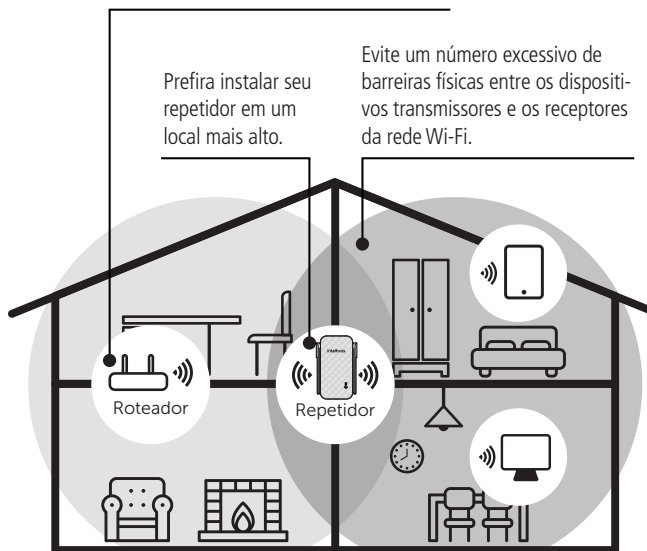 Prefira instalar seu
repetidor em um
local mais alto.
Evite um número excessivo de
barreiras físicas entre os dispositi-
vos transmissores e os receptores
da rede Wi-Fi.
intelbras
Roteador
Repetidor